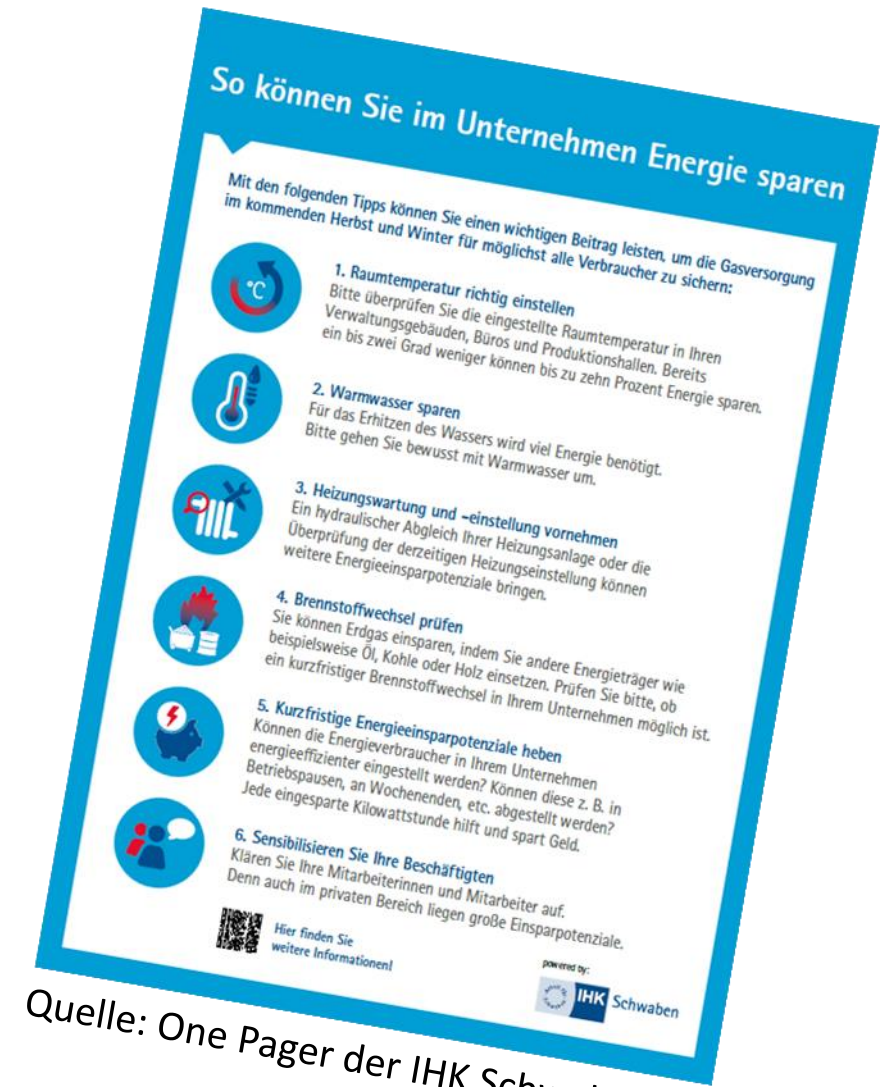 So können Sie im Unternehmen Energie sparen
Mit den folgenden Tipps können Sie einen wichtigen Beitrag leisten, um die Gasversorgung
im kommenden Herbst und Winter für möglichst alle Verbraucher zu sichern:
°C
1. Raumtemperatur richtig einstellen
Bitte überprüfen Sie die eingestellte Raumtemperatur in Ihren
Verwaltungsgebäuden, Büros und Produktionshallen. Bereits
ein bis zwei Grad weniger können bis zu zehn Prozent Energie sparen.
2. Warmwasser sparen
Für das Erhitzen des Wassers wird viel Energie benötigt.
Bitte gehen Sie bewusst mit Warmwasser um.
3. Heizungswartung und -einstellung vornehmen
Ein hydraulischer Abgleich Ihrer Heizungsanlage oder die
Überprüfung der derzeitigen Heizungseinstellung können
weitere Energieeinsparpotenziale bringen.
4. Brennstoffwechsel prüfen
Sie können Erdgas einsparen, indem Sie andere Energieträger wie
beispielsweise Öl, Kohle oder Holz einsetzen. Prüfen Sie bitte, ob
ein kurzfristiger Brennstoffwechsel in Ihrem Unternehmen möglich ist.
5. Kurzfristige Energieeinsparpotenziale heben
Können die Energieverbraucher in Ihrem Unternehmen
energieeffizienter eingestellt werden? Können diese z. B. in
Betriebspausen, an Wochenenden, etc. abgestellt werden?
Jede eingesparte Kilowattstunde hilft und spart Geld.
6. Sensibilisieren Sie Ihre Beschäftigten
Klären Sie Ihre Mitarbeiterinnen und Mitarbeiter auf.
Denn auch im privaten Bereich liegen große Einsparpotenziale.
Hier finden Sie
weitere Informationen!
powered by:
IHK Schwaben
Quelle: One Pager der IHK